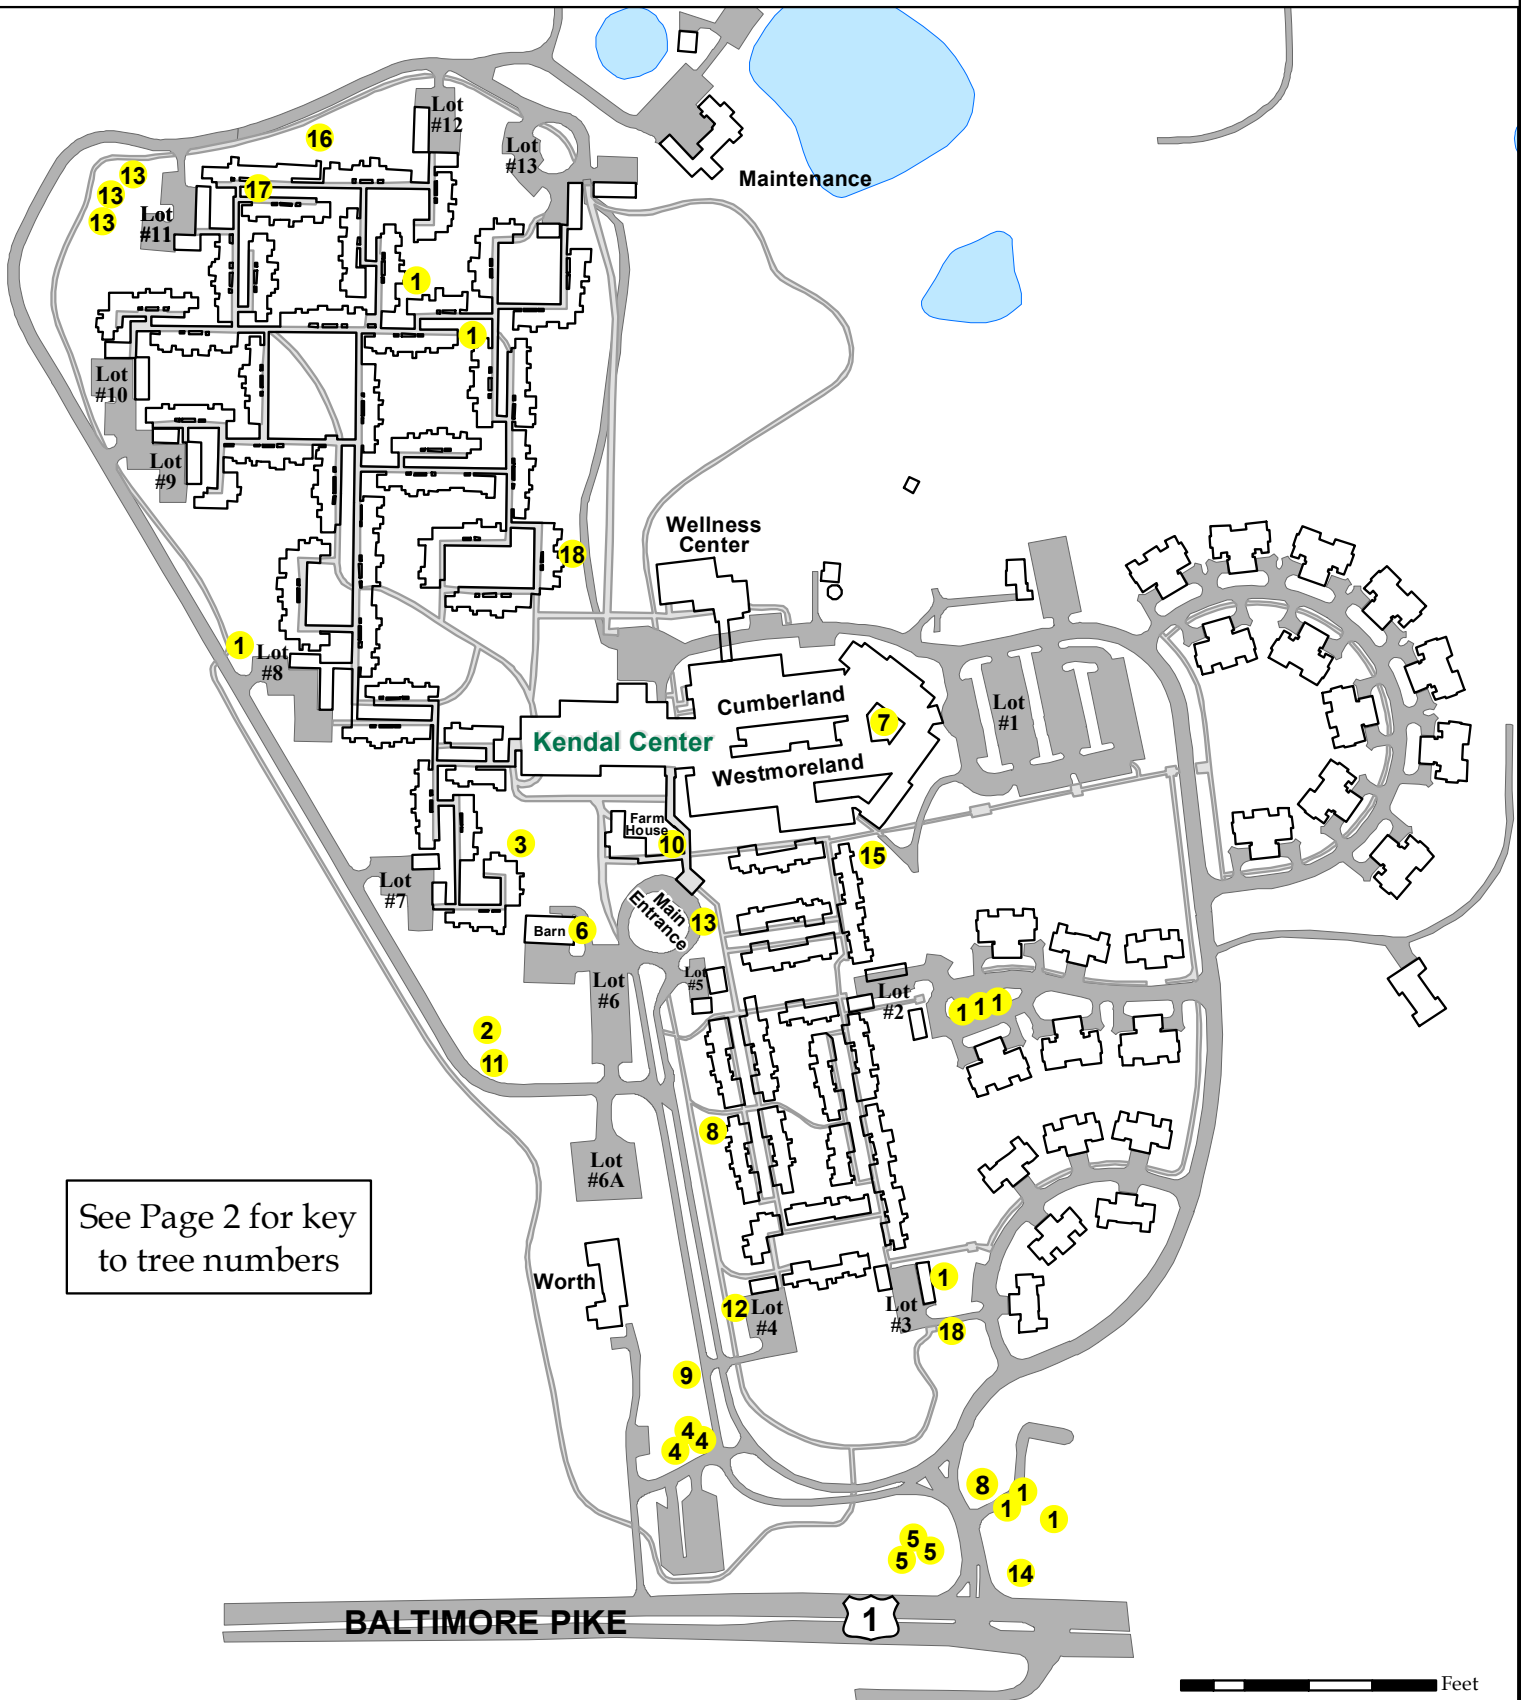 Lot
#12
16
Lot
#13
13
Maintenance
17
13
Lot
#11
13
1
1
Lot
#10
Lot
#9
Wellness
Center
18
1
Lot
#8
Cumberland
7
Lot
#1
Kendal Center
Westmoreland
Farm
House
3
10
15
Lot
#7
Main
Entrance
13
Barn
6
Lot
#5
Lot
#6
Lot
#2
1
1
1
2
11
8
Lot
#6A
See Page 2 for key
to tree numbers
Worth
1
12
Lot
#4
Lot
#3
18
9
4
4
4
8
1
1
1
5
5
5
14
BALTIMORE PIKE
1
Feet